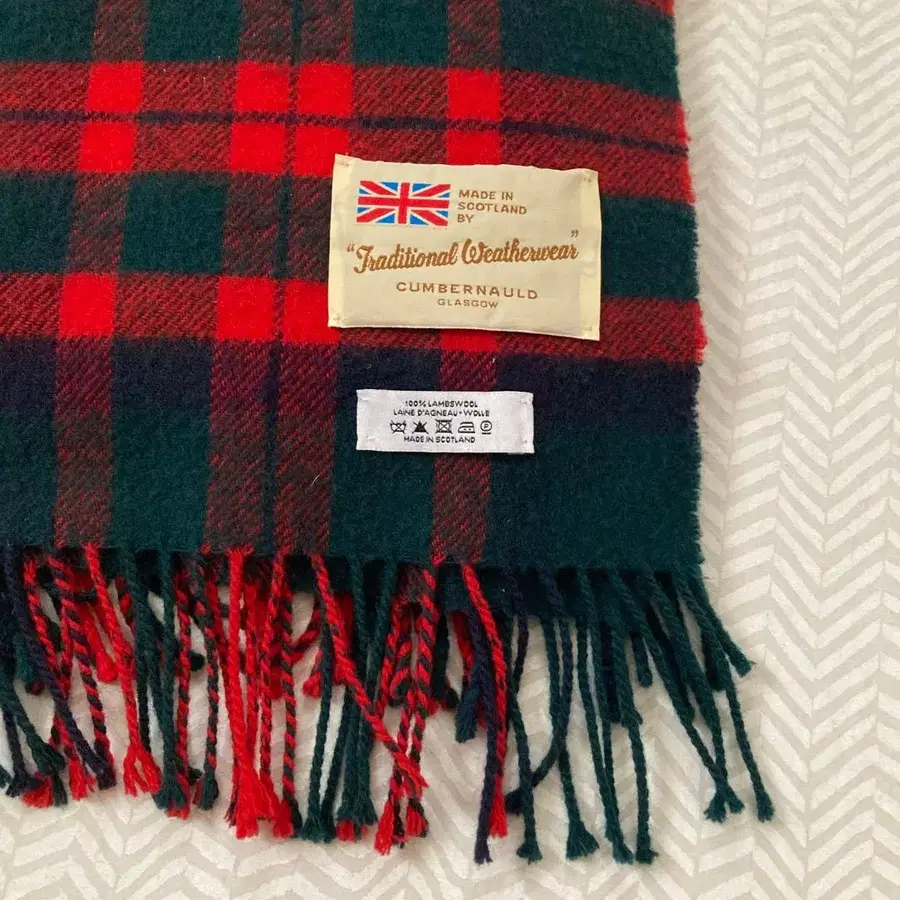 MADE IN
SCOTLAND
BY
"Traditional Weatherwear"
CUMBERNAULD
GLASGOW
100% LAMBSWOOL
LAINE D'AGNEAU • WOLLE
MADE IN SCOTLAND